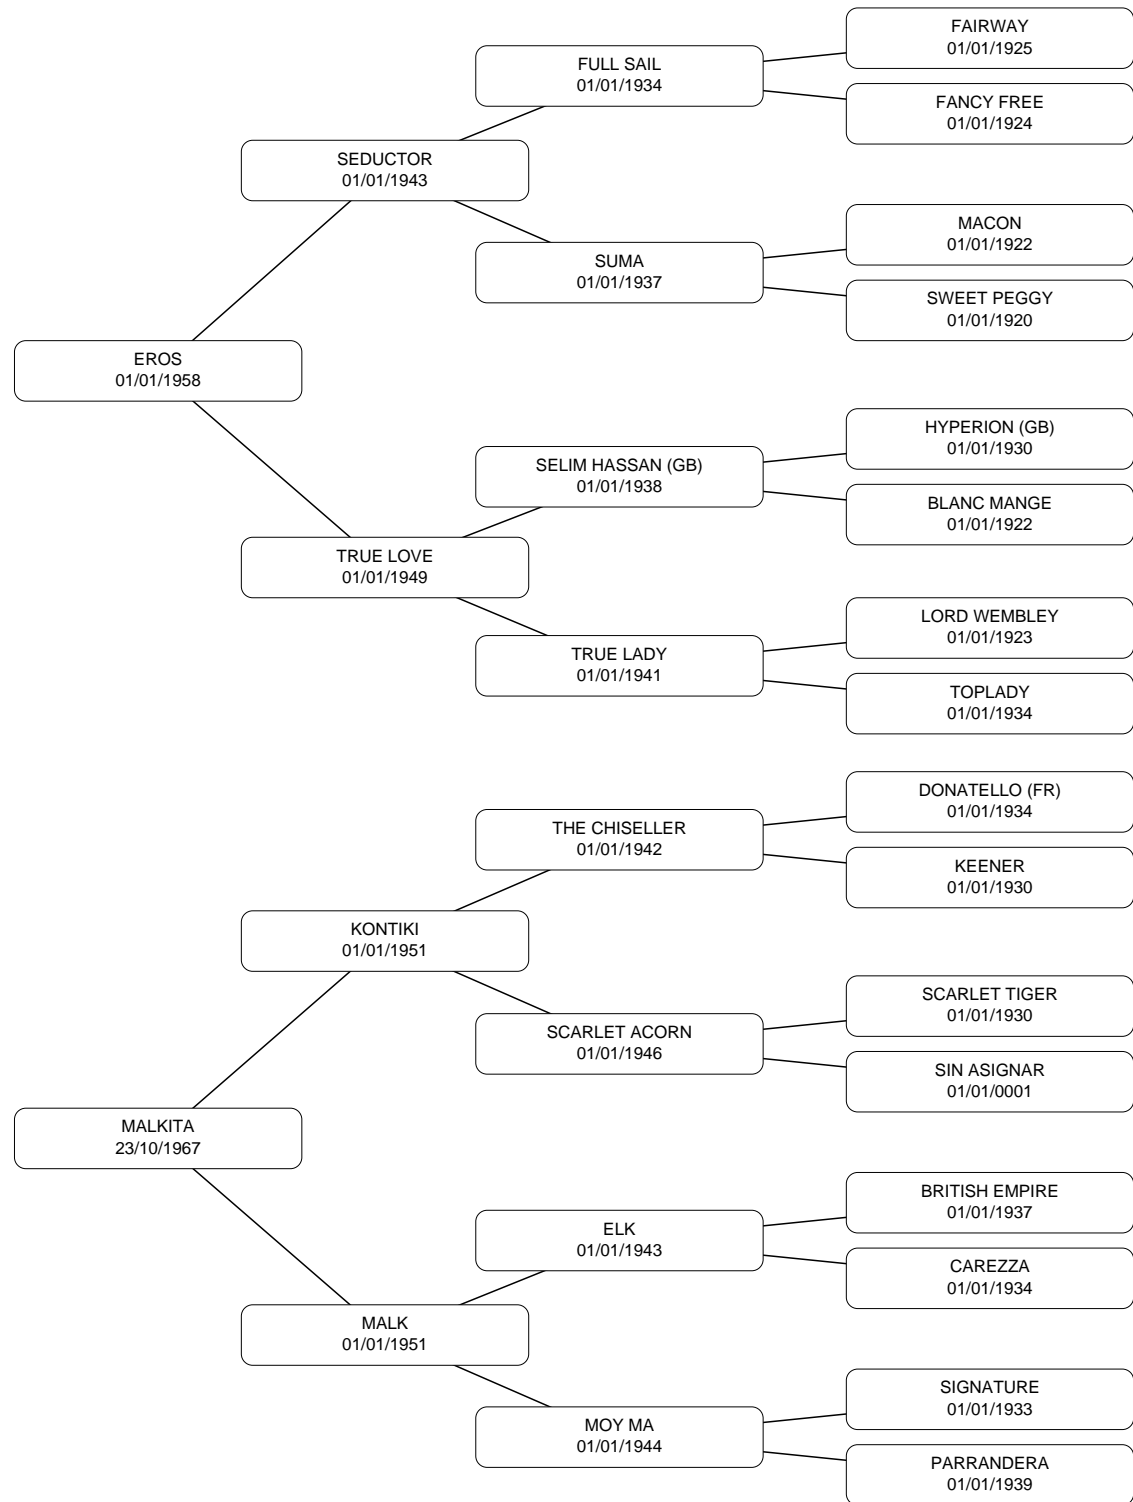 FAIRWAY
01/01/1925
FULL SAIL
01/01/1934
FANCY FREE
01/01/1924
SEDUCTOR
01/01/1943
MACON
01/01/1922
SUMA
01/01/1937
SWEET PEGGY
01/01/1920
EROS
01/01/1958
HYPERION (GB)
01/01/1930
SELIM HASSAN (GB)
01/01/1938
BLANC MANGE
01/01/1922
TRUE LOVE
01/01/1949
LORD WEMBLEY
01/01/1923
TRUE LADY
01/01/1941
TOPLADY
01/01/1934
DONATELLO (FR)
01/01/1934
THE CHISELLER
01/01/1942
KEENER
01/01/1930
KONTIKI
01/01/1951
SCARLET TIGER
01/01/1930
SCARLET ACORN
01/01/1946
SIN ASIGNAR
01/01/0001
MALKITA
23/10/1967
BRITISH EMPIRE
01/01/1937
ELK
01/01/1943
CAREZZA
01/01/1934
MALK
01/01/1951
SIGNATURE
01/01/1933
MOY MA
01/01/1944
PARRANDERA
01/01/1939